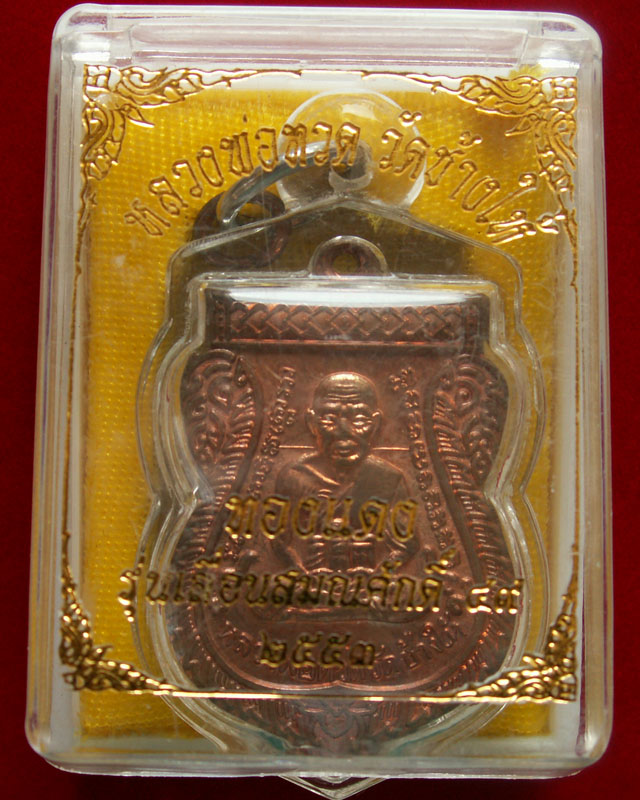 หลวงพ่อทวด วัดช้างให้
ทองแดง
รุ่นเลื่อนสมณศักดิ์ ๔๙
๒๕๕๓